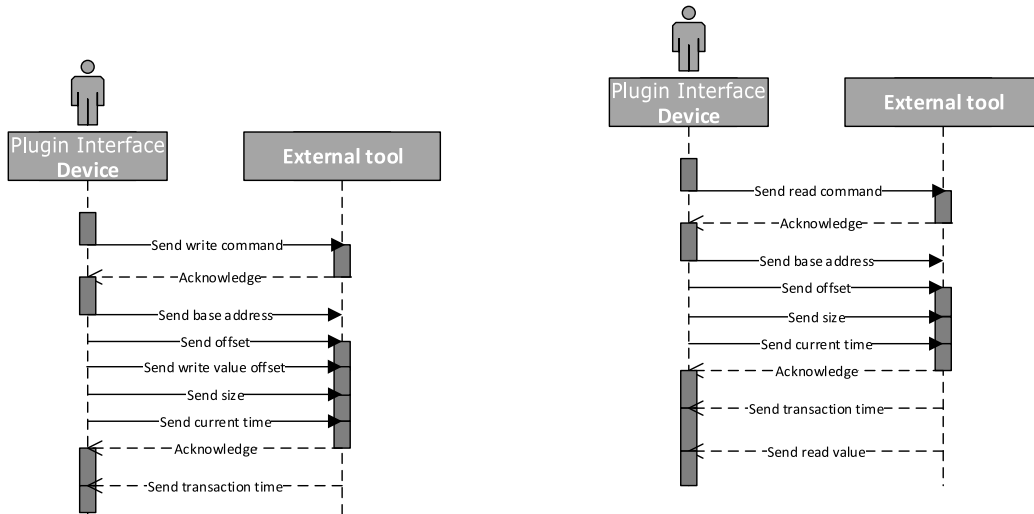 Plugin Interface
Device
External tool
Send write command
Acknowledge
Send base address
Send offset
Send write value offset
Send size
Send current time
Acknowledge
Send transaction time
Plugin Interface
Device
External tool
Send read command
Acknowledge
Send base address
Send offset
Send size
Send current time
Acknowledge
Send transaction time
Send read value